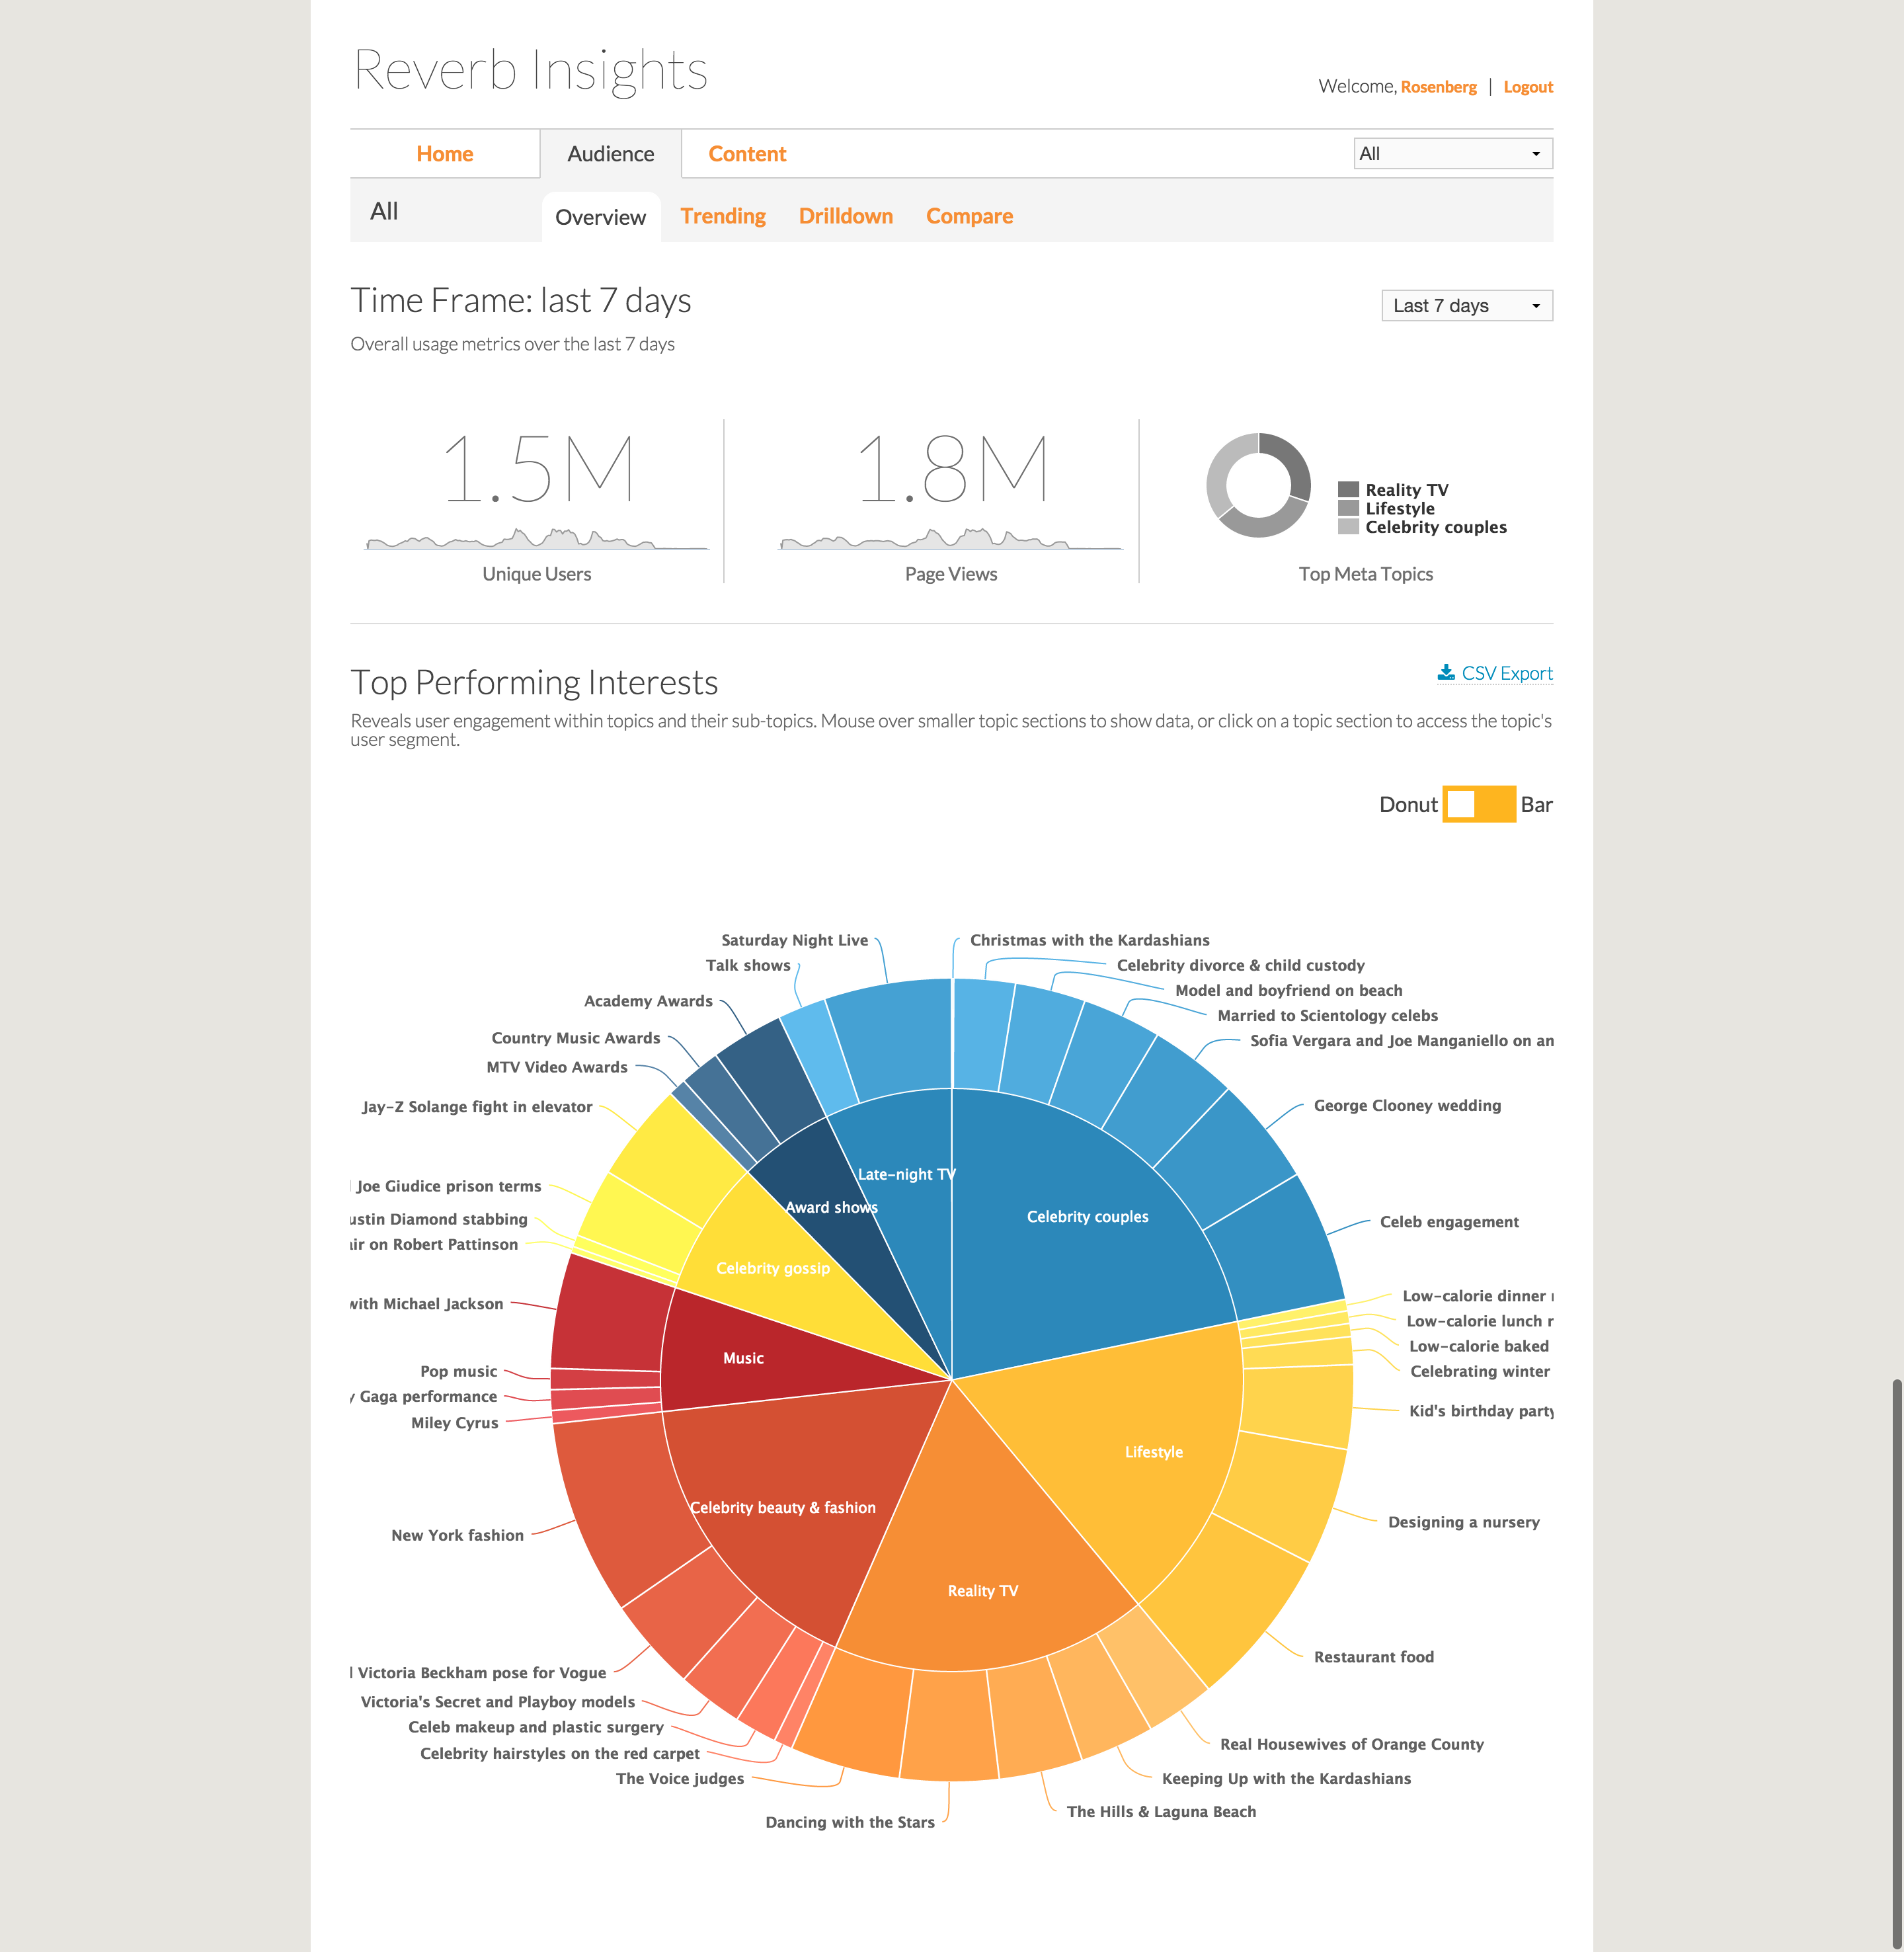 Reverb Insights
Welcome, Rosenberg | Logout
Home
Audience
Content
All
All
Overview
Trending
Drilldown
Compare
Time Frame: last 7 days
Last 7 days
Overall usage metrics over the last 7 days
1.5M
Unique Users
1.8M
Page Views
Reality TV
Lifestyle
Celebrity couples
Top Meta Topics
Top Performing Interests
CSV Export
Reveals user engagement within topics and their sub-topics. Mouse over smaller topic sections to show data, or click on a topic section to access the topic's
user segment.
Donut
Bar
Saturday Night Live
Christmas with the Kardashians
Talk shows
Celebrity divorce & child custody
Model and boyfriend on beach
Academy Awards
Married to Scientology celebs
Country Music Awards
Sofia Vergara and Joe Manganiello on an
MTV Video Awards
Jay-Z Solange fight in elevator
George Clooney wedding
Late-night TV
Joe Giudice prison terms
Award shows
Celebrity couples
ustin Diamond stabbing
Celeb engagement
air on Robert Pattinson
Celebrity gossip
Low-calorie dinner
with Michael Jackson
Low-calorie lunch r
Low-calorie baked
Music
Pop music
Celebrating winter
y Gaga performance
Kid's birthday party
Miley Cyrus
Lifestyle
Celebrity beauty & fashion
Designing a nursery
New York fashion
Reality TV
Restaurant food
Victoria Beckham pose for Vogue
Victoria's Secret and Playboy models
Celeb makeup and plastic surgery
Real Housewives of Orange County
Celebrity hairstyles on the red carpet
The Voice judges
Keeping Up with the Kardashians
The Hills & Laguna Beach
Dancing with the Stars